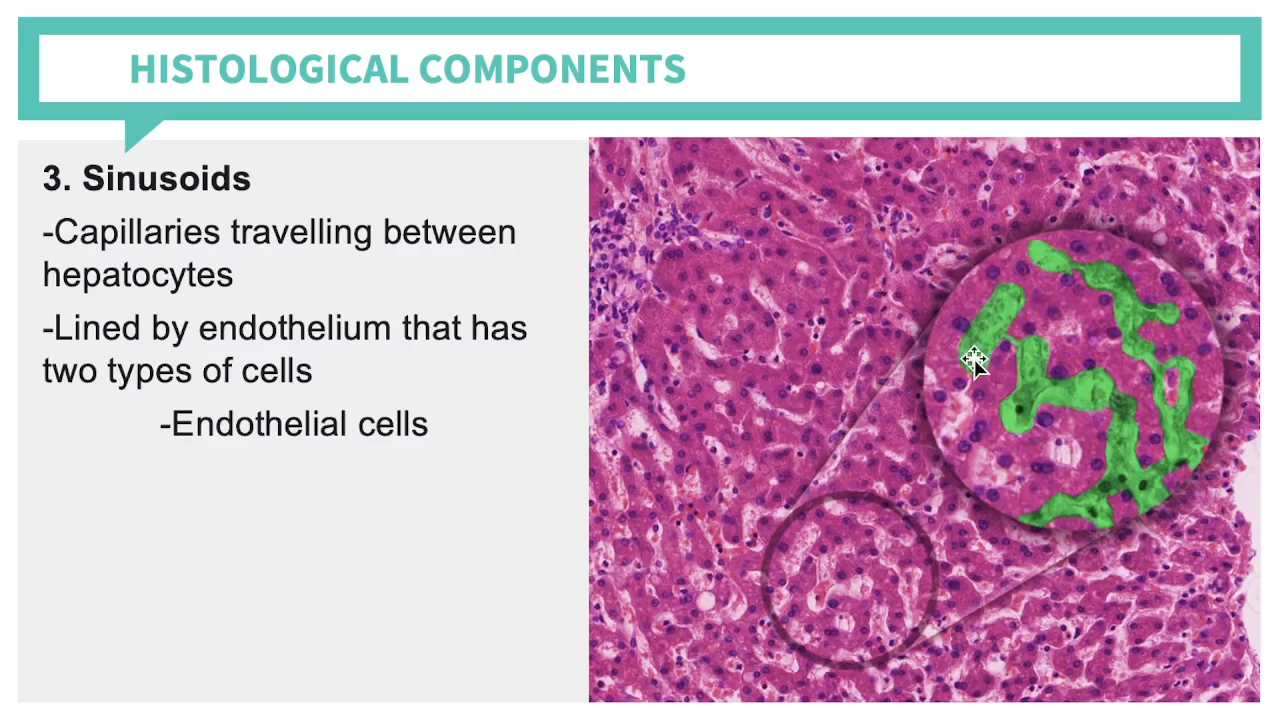 HISTOLOGICAL COMPONENTS
3. Sinusoids
-Capillaries travelling between
hepatocytes
-Lined by endothelium that has
two types of cells
-Endothelial cells